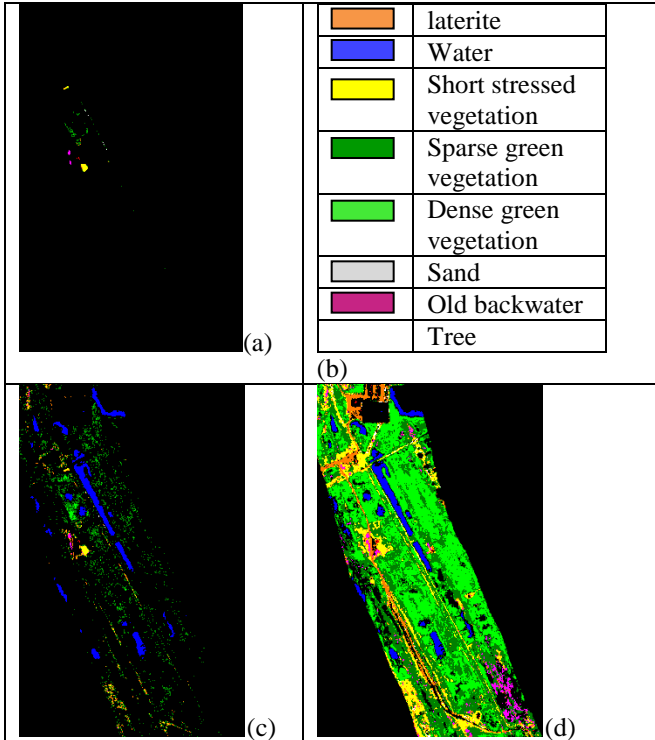 (a)
laterite
Water
Short stressed
vegetation
Sparse green
vegetation
Dense green
vegetation
Sand
Old backwater
Tree
(b)
(c)
(d)